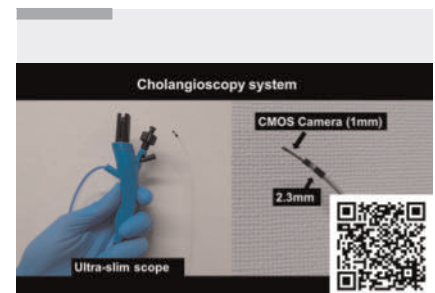 Cholangioscopy system
CMOS Camera (1mm)
2.3mm
Ultra-slim scope